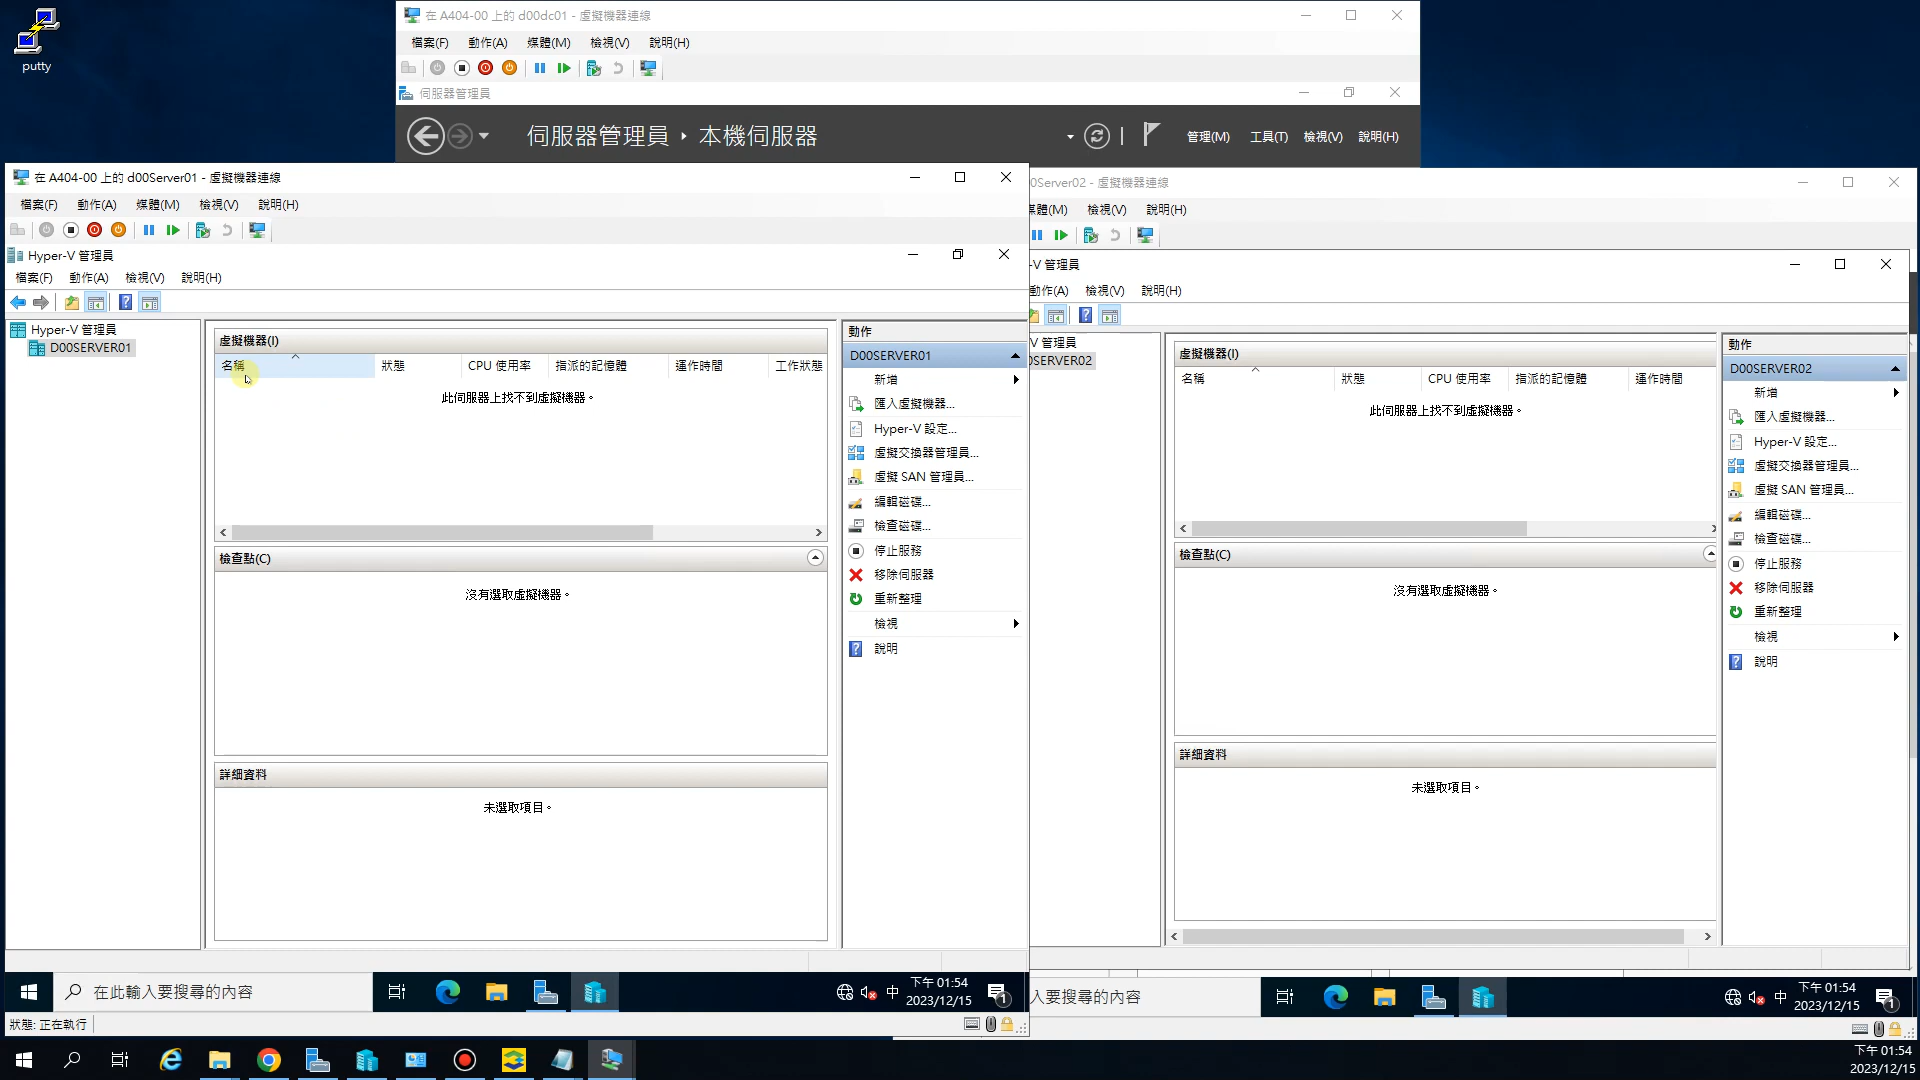 putty
在 A404-00 上的 d00dc01 - 虛擬機器連線
檔案(F) 動作(A) 媒體(M) 檢視(V) 說明(H)
伺服器管理員
伺服器管理員 ‣ 本機伺服器
管理(M) 工具(T) 檢視(V) 說明(H)
在 A404-00 上的 d00Server01 - 虛擬機器連線
檔案(F) 動作(A) 媒體(M) 檢視(V) 說明(H)
Hyper-V 管理員
檔案(F) 動作(A) 檢視(V) 說明(H)
Hyper-V 管理員
D00SERVER01
虛擬機器(I)
名稱 狀態 CPU 使用率 指派的記憶體 運作時間 工作狀態
此伺服器上找不到虛擬機器。
檢查點(C)
沒有選取虛擬機器。
詳細資料
未選取項目。
動作
D00SERVER01
新增
匯入虛擬機器...
Hyper-V 設定...
虛擬交換器管理員...
虛擬 SAN 管理員...
編輯磁碟...
檢查磁碟...
停止服務
移除伺服器
重新整理
檢視
說明
在此輸入要搜尋的內容
中
下午 01:54
2023/12/15
1
狀態: 正在執行
0Server02 - 虛擬機器連線
媒體(M) 檢視(V) 說明(H)
-V 管理員
動作(A) 檢視(V) 說明(H)
V 管理員
0SERVER02
虛擬機器(I)
名稱 狀態 CPU 使用率 指派的記憶體 運作時間
此伺服器上找不到虛擬機器。
檢查點(C)
沒有選取虛擬機器。
詳細資料
未選取項目。
動作
D00SERVER02
新增
匯入虛擬機器...
Hyper-V 設定...
虛擬交換器管理員...
虛擬 SAN 管理員...
編輯磁碟...
檢查磁碟...
停止服務
移除伺服器
重新整理
檢視
說明
入要搜尋的內容
中
下午 01:54
2023/12/15
1
下午 01:54
2023/12/15